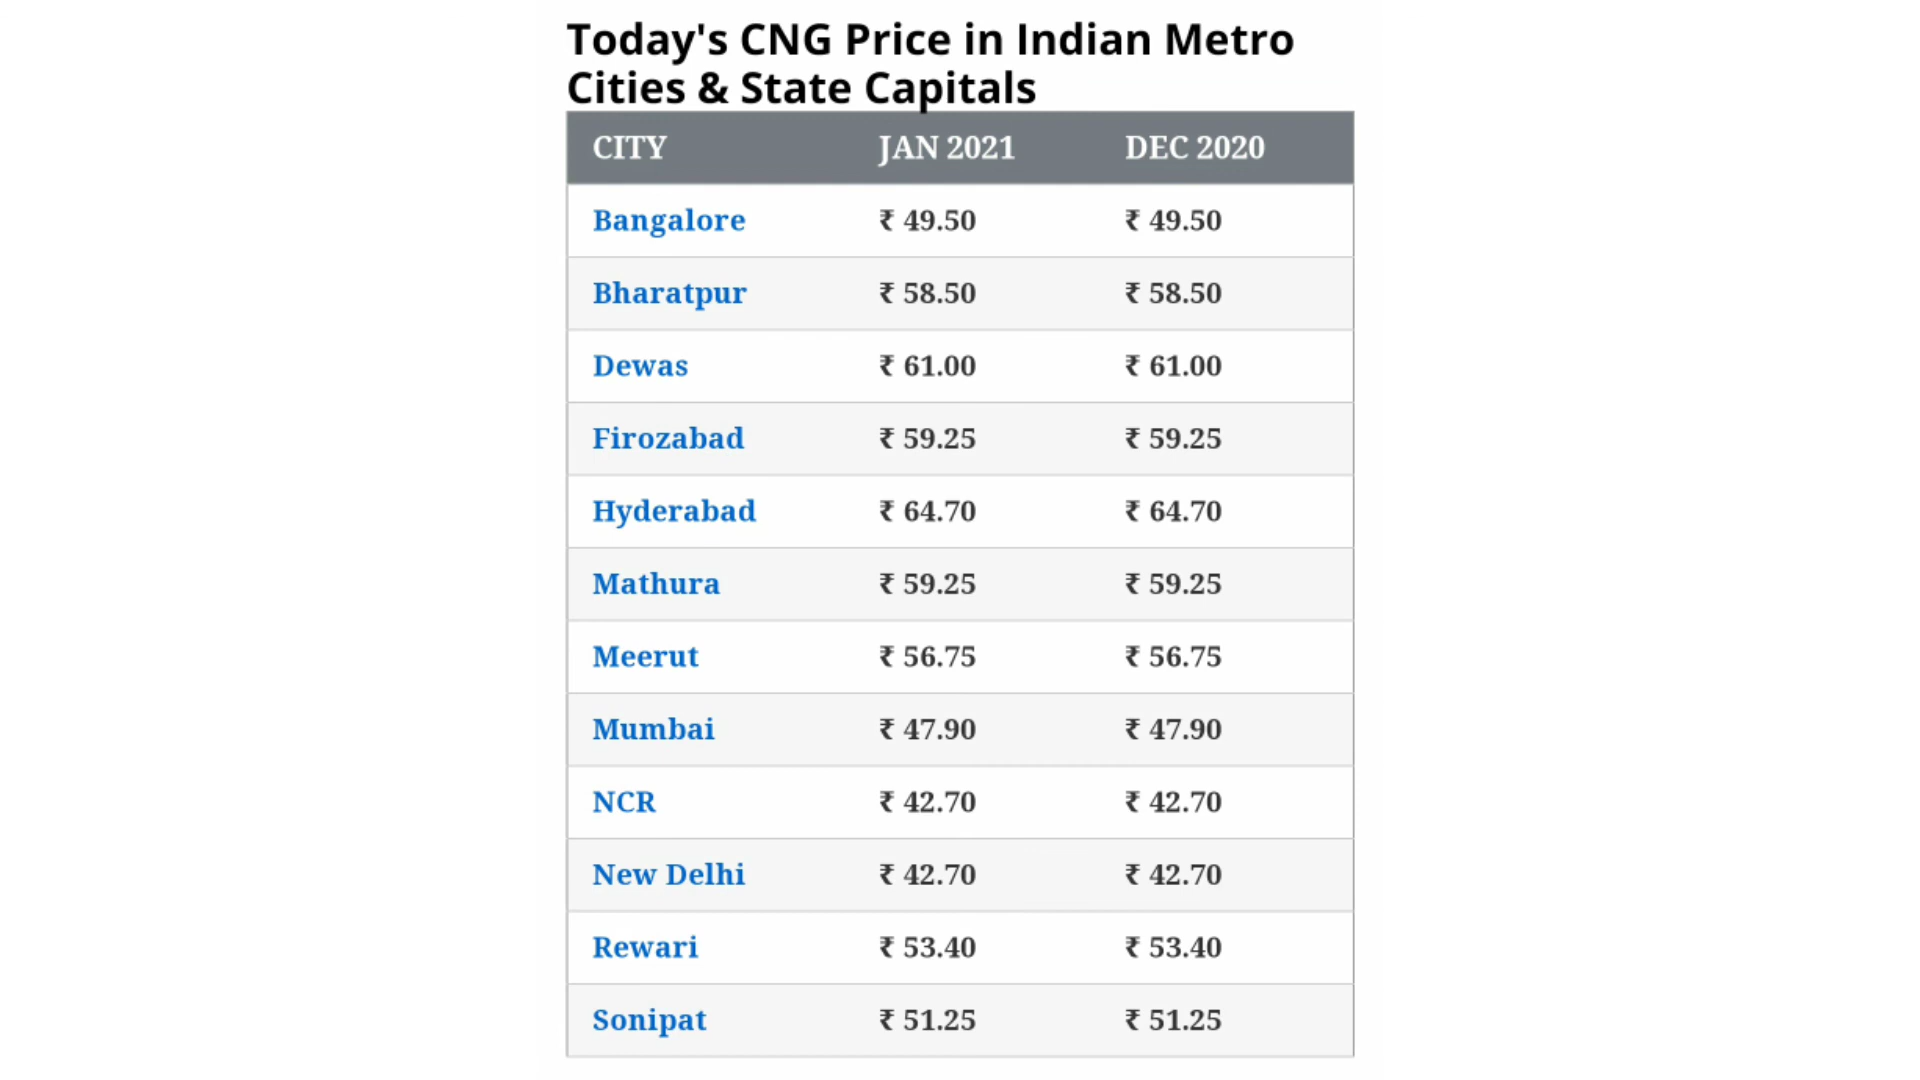 Today's CNG Price in Indian Metro
Cities & State Capitals
CITY JAN 2021 DEC 2020
Bangalore ₹ 49.50 ₹ 49.50
Bharatpur ₹ 58.50 ₹ 58.50
Dewas ₹ 61.00 ₹ 61.00
Firozabad ₹ 59.25 ₹ 59.25
Hyderabad ₹ 64.70 ₹ 64.70
Mathura ₹ 59.25 ₹ 59.25
Meerut ₹ 56.75 ₹ 56.75
Mumbai ₹ 47.90 ₹ 47.90
NCR ₹ 42.70 ₹ 42.70
New Delhi ₹ 42.70 ₹ 42.70
Rewari ₹ 53.40 ₹ 53.40
Sonipat ₹ 51.25 ₹ 51.25